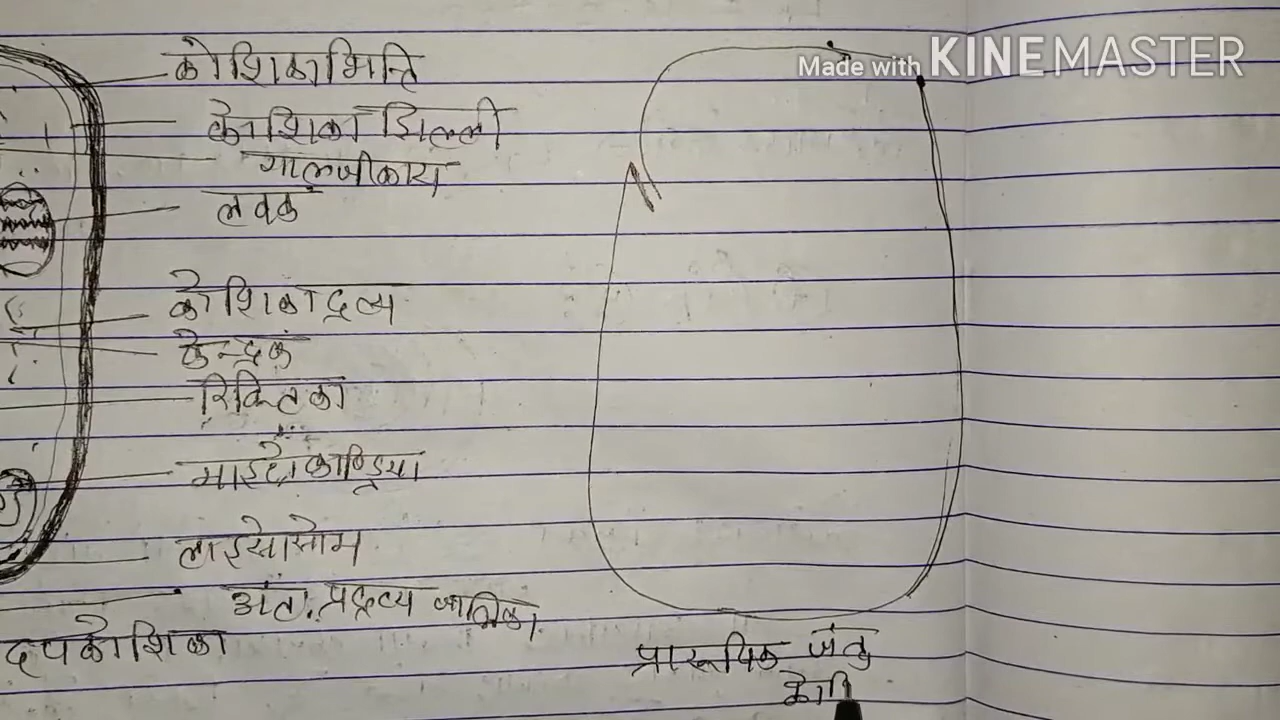 Made with KINEMASTER
कोशिकाभित्ति
कोशिका झिल्ली
गाल्जीकाय
लवक
कोशिकाद्रव्य
केन्द्रक
रिक्तिका
माइट्रोकाण्ड्रिया
लाइसोसोम
अंतः प्रद्रव्य जालिका
दपकोशिका
प्रारूपिक जंतु
कोशि